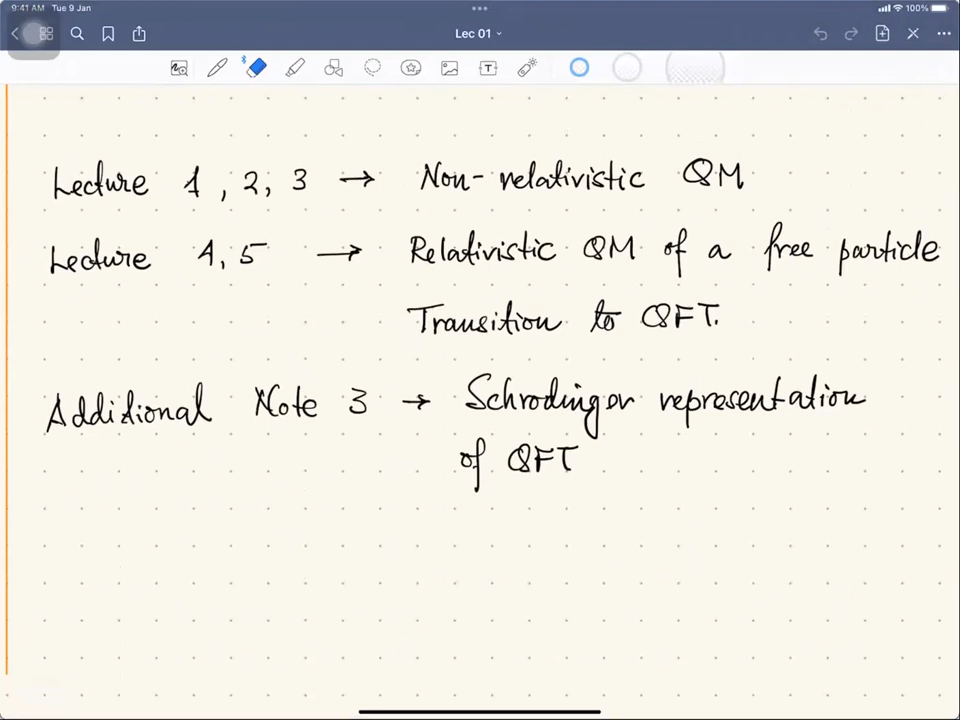 9:41 AM Tue 9 Jan
100%
Lec 01
Lecture 1, 2, 3 → Non-relativistic QM
Lecture 4, 5 → Relativistic QM of a free particle
Transition to QFT.
Additional Note 3 → Schrodinger representation
of QFT